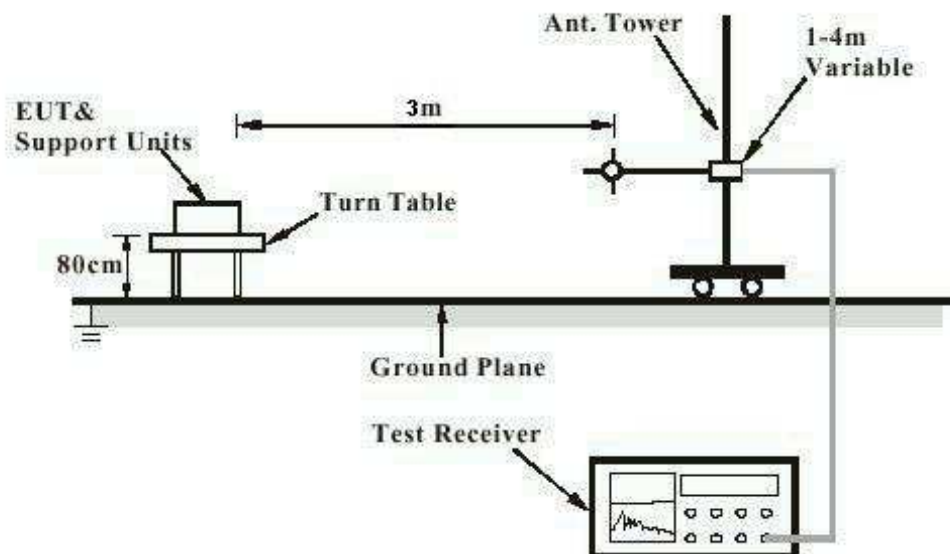 Ant. Tower
1-4m
Variable
EUT&
Support Units
3m
Turn Table
80cm
Ground Plane
Test Receiver